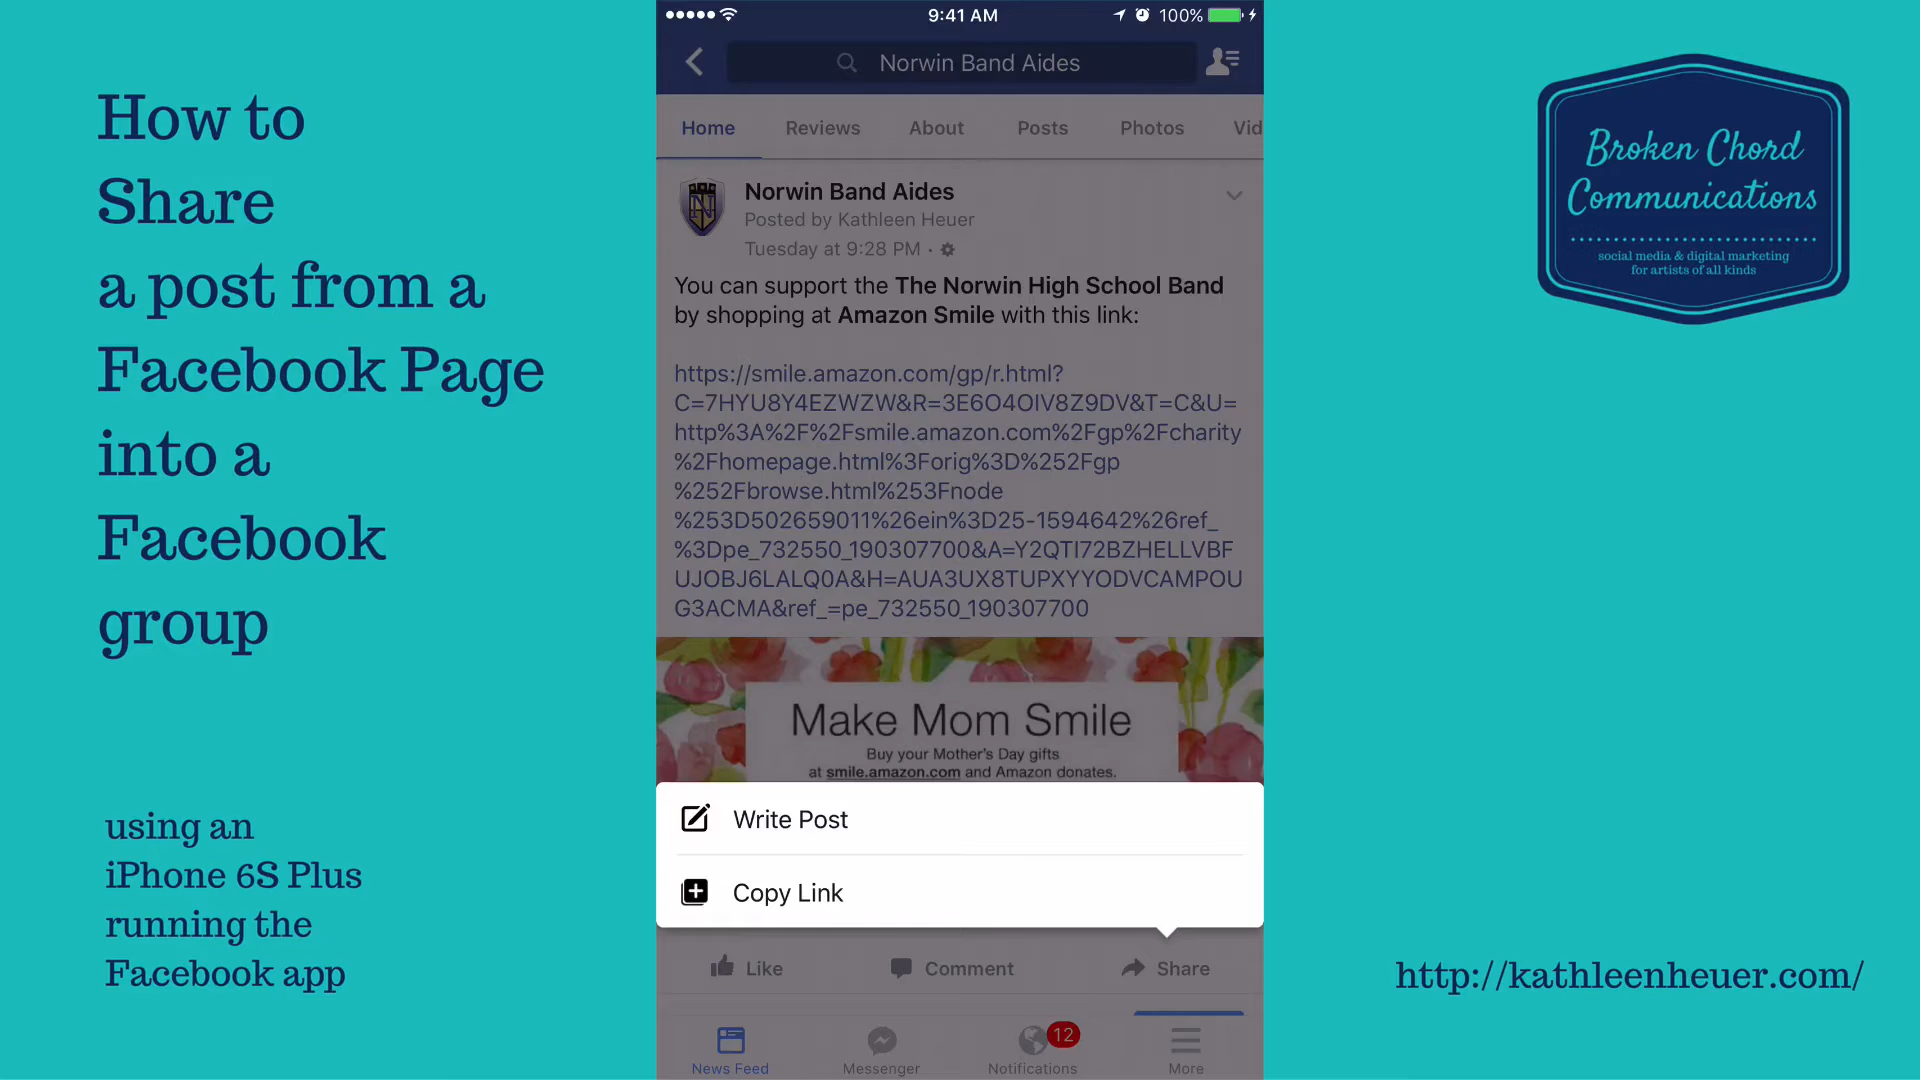 How to
Share
a post from a
Facebook Page
into a
Facebook
group
using an
iPhone 6S Plus
running the
Facebook app
9:41 AM
100%
Norwin Band Aides
Home Reviews About Posts Photos Vid
Norwin Band Aides
Posted by Kathleen Heuer
Tuesday at 9:28 PM ·
You can support the The Norwin High School Band
by shopping at Amazon Smile with this link:
https://smile.amazon.com/gp/r.html?
C=7HYU8Y4EZWZW&R=3E6O4OIV8Z9DV&T=C&U=
http%3A%2F%2Fsmile.amazon.com%2Fgp%2Fcharity
%2Fhomepage.html%3Forig%3D%252Fgp
%252Fbrowse.html%253Fnode
%253D502659011%26ein%3D25-1594642%26ref_
%3Dpe_732550_190307700&A=Y2QTI72BZHELLVBF
UJOBJ6LALQ0A&H=AUA3UX8TUPXYYODVCAMPOU
G3ACMA&ref_=pe_732550_190307700
N
Make Mom Smile
Buy your Mother's Day gifts
at smile.amazon.com and Amazon donates.
Write Post
Copy Link
Like Comment Share
12
News Feed Messenger Notifications More
Broken Chord
Communications
social media & digital marketing
for artists of all kinds
http://kathleenheuer.com/